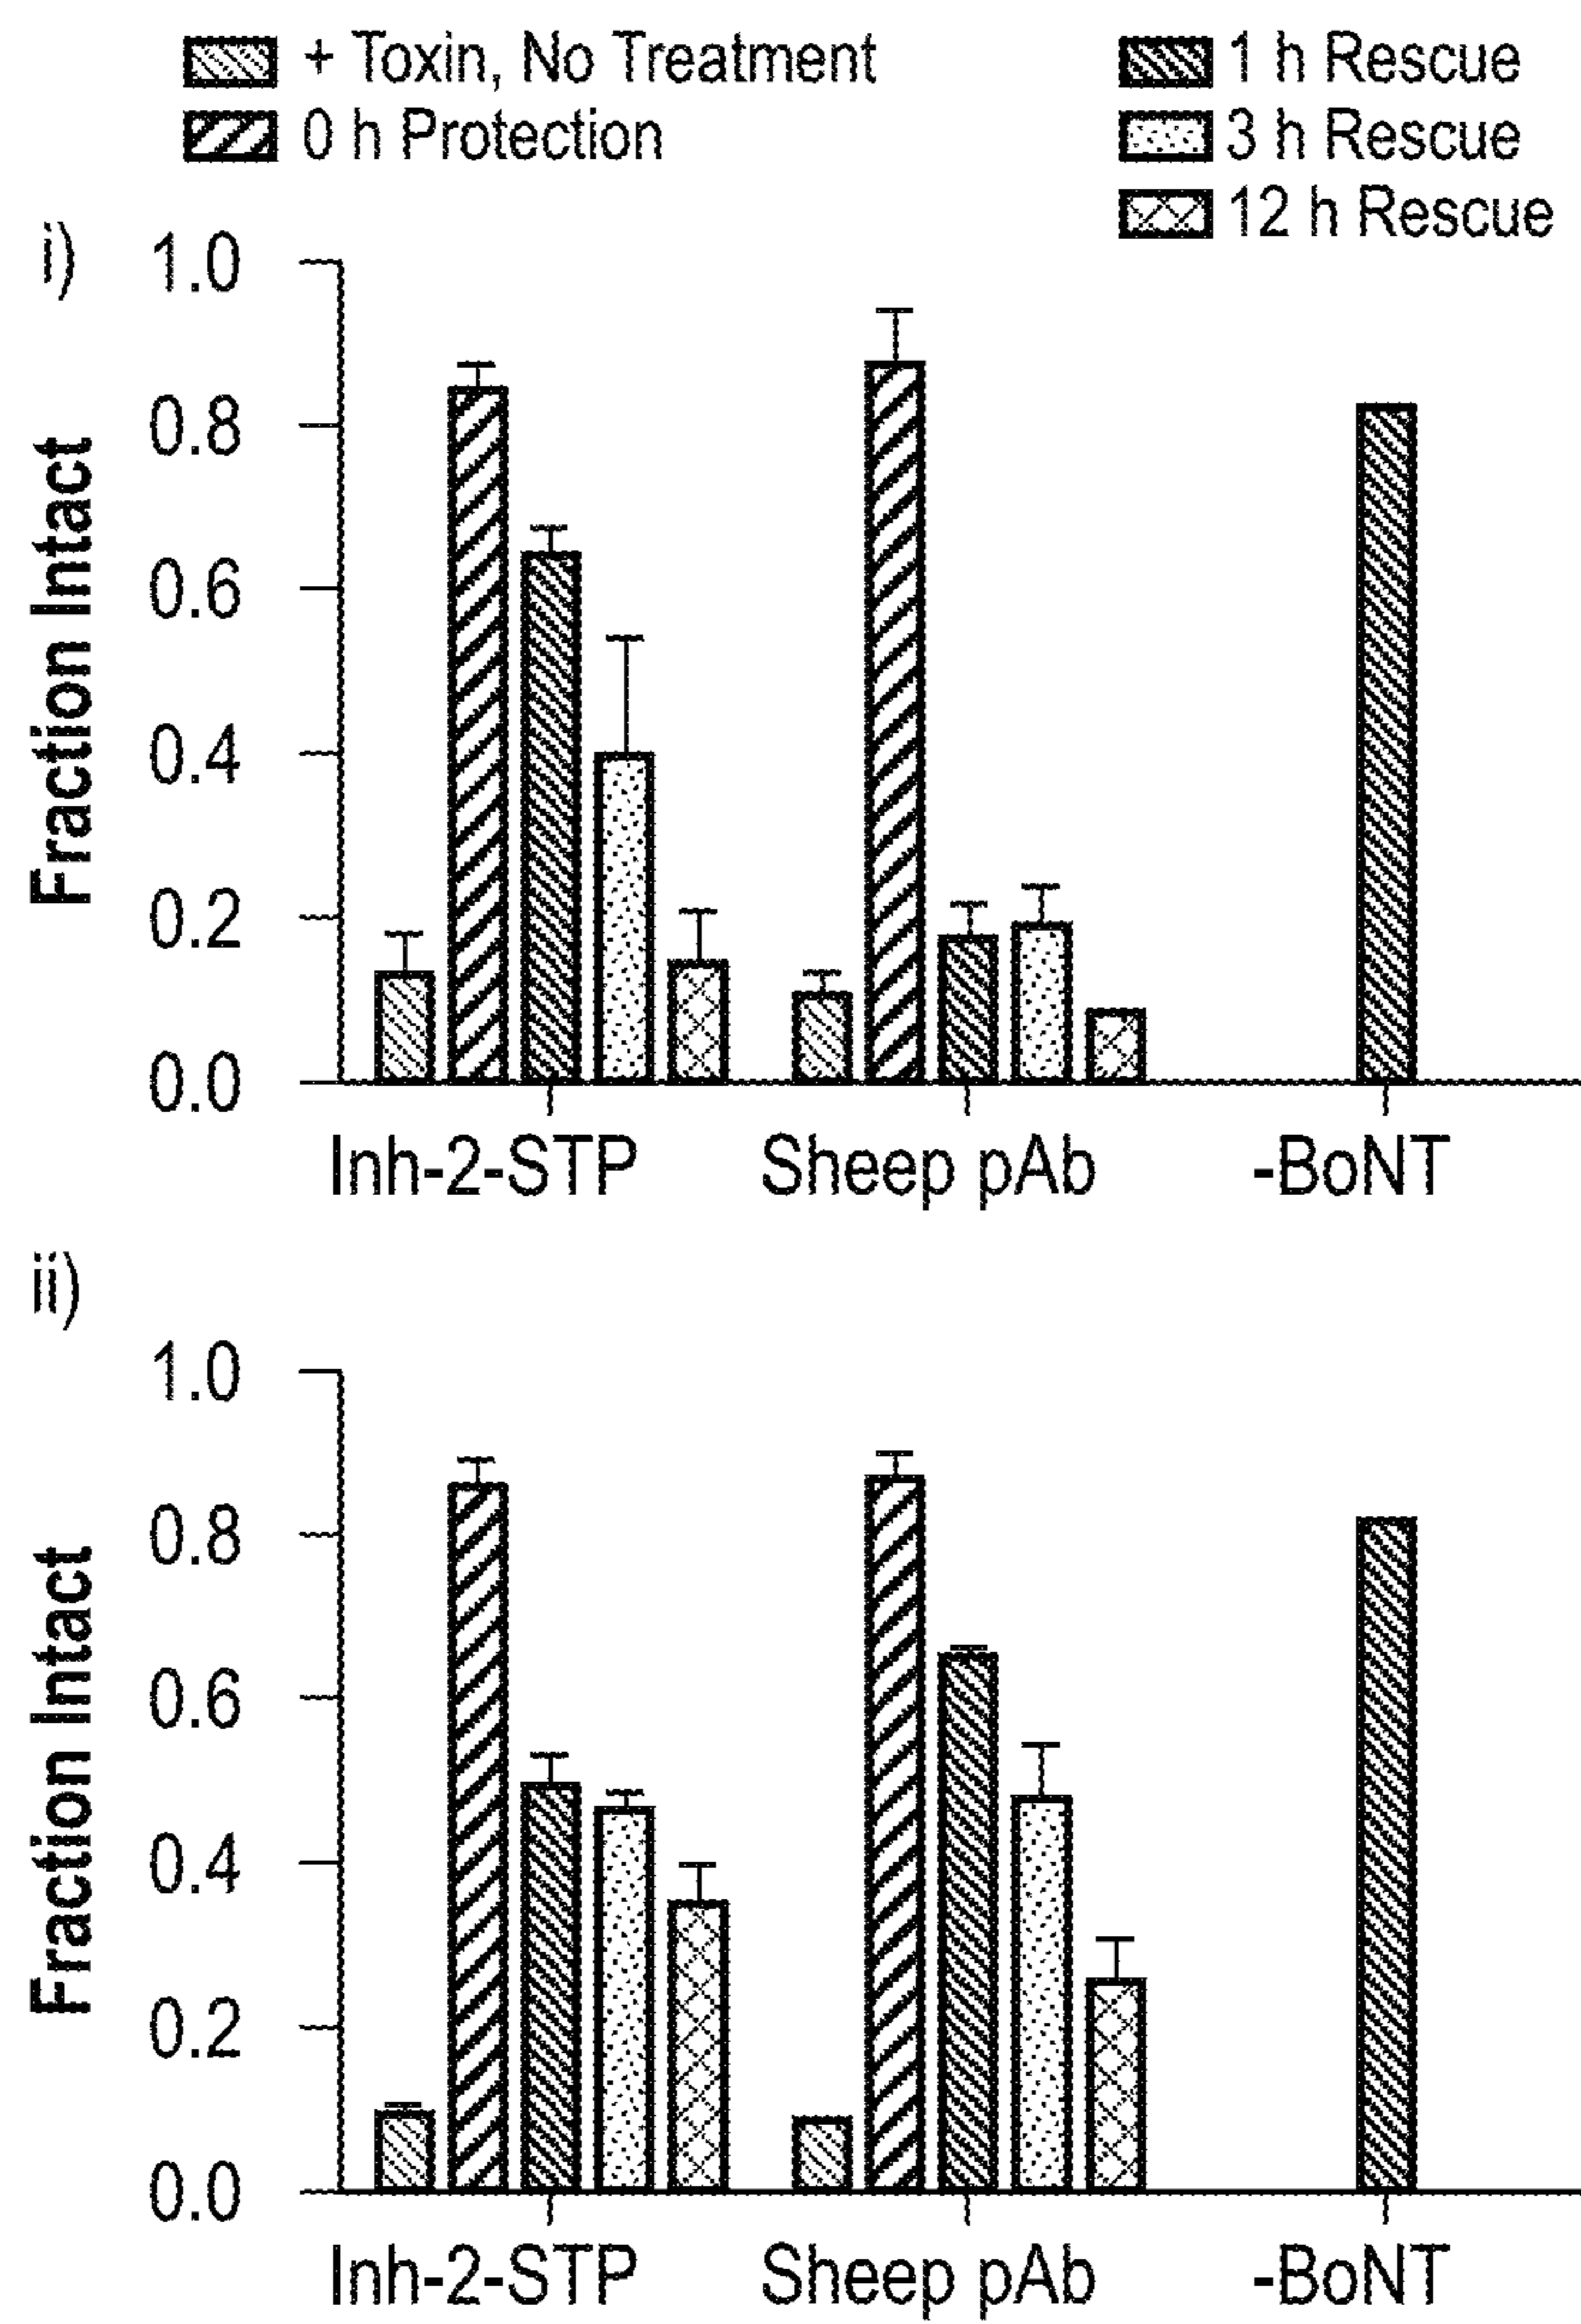 + Toxin, No Treatment
0 h Protection
1 h Rescue
3 h Rescue
12 h Rescue
i)
1.0
0.8
0.6
0.4
0.2
0.0
Fraction Intact
Inh-2-STP
Sheep pAb
-BoNT
ii)
1.0
0.8
0.6
0.4
0.2
0.0
Fraction Intact
Inh-2-STP
Sheep pAb
-BoNT